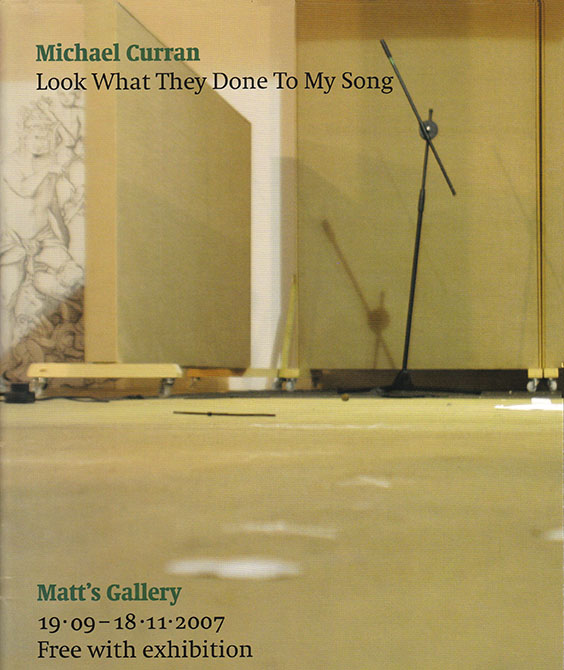 Michael Curran
Look What They Done To My Song
Matt's Gallery
19·09–18·11·2007
Free with exhibition